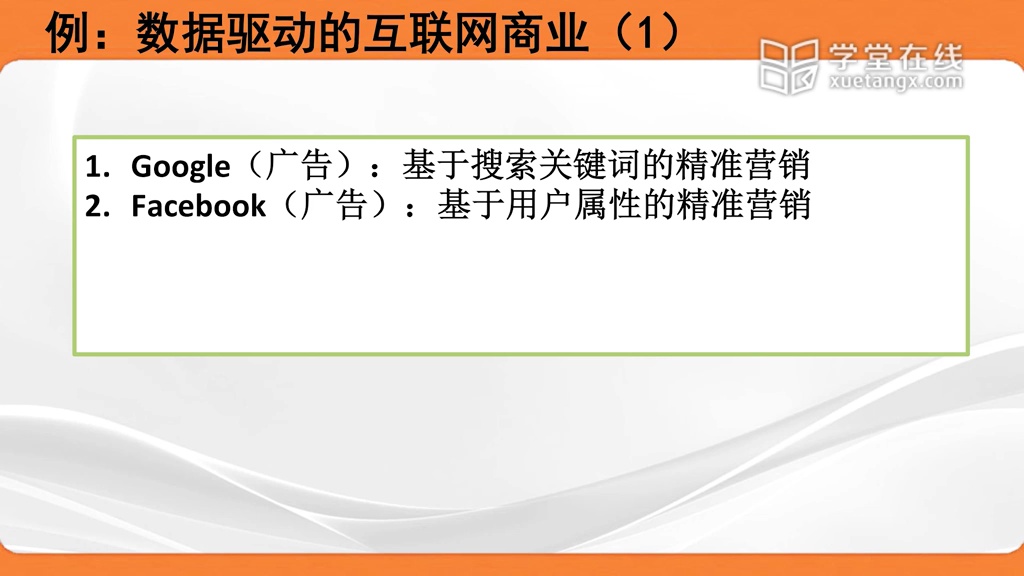 例：数据驱动的互联网商业（1）
学堂在线
xuetangx.com
1. Google（广告）：基于搜索关键词的精准营销
2. Facebook（广告）：基于用户属性的精准营销